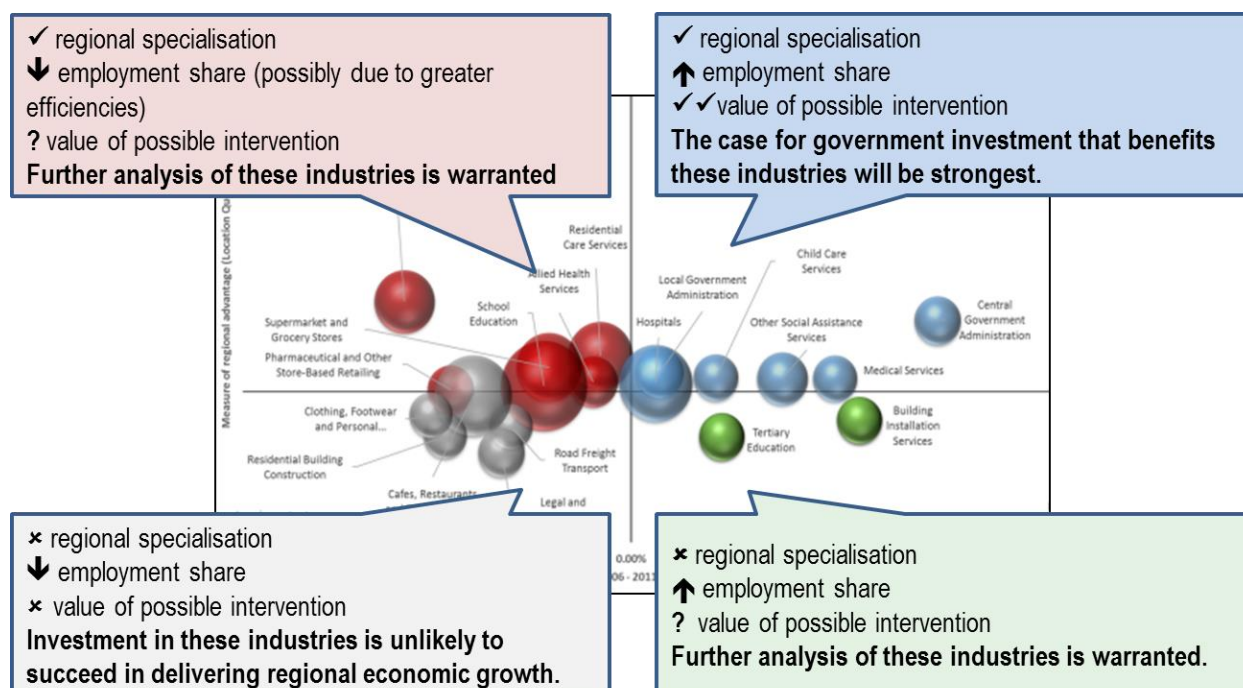 ✓ regional specialisation
🡇 employment share (possibly due to greater
efficiencies)
? value of possible intervention
Further analysis of these industries is warranted
✓ regional specialisation
🡅 employment share
✓✓value of possible intervention
The case for government investment that benefits
these industries will be strongest.
Measure of regional advantage (Location
Residential
Care Services
Allied Health
Services
School
Education
Supermarket and
Grocery Stores
Pharmaceutical and Other
Store-Based Retailing
Clothing, Footwear
and Personal...
Residential Building
Construction
Cafes, Restaurants
Road Freight
Transport
Legal and
Local Government
Administration
Hospitals
Child Care
Services
Other Social Assistance
Services
Central
Government
Administration
Medical Services
Tertiary
Education
Building
Installation
Services
0.00%
06 - 2011
× regional specialisation
🡇 employment share
× value of possible intervention
Investment in these industries is unlikely to
succeed in delivering regional economic growth.
× regional specialisation
🡅 employment share
? value of possible intervention
Further analysis of these industries is warranted.